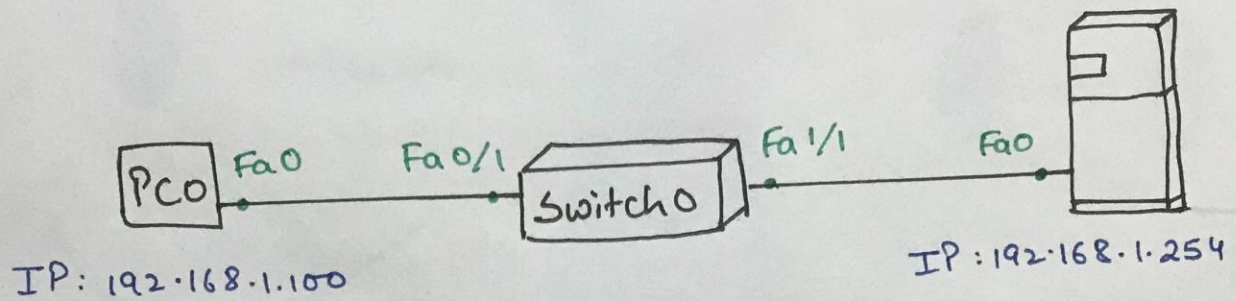 PC0
Fa0
Fa0/1
Switch0
Fa1/1
Fa0
IP: 192.168.1.100
IP: 192.168.1.254